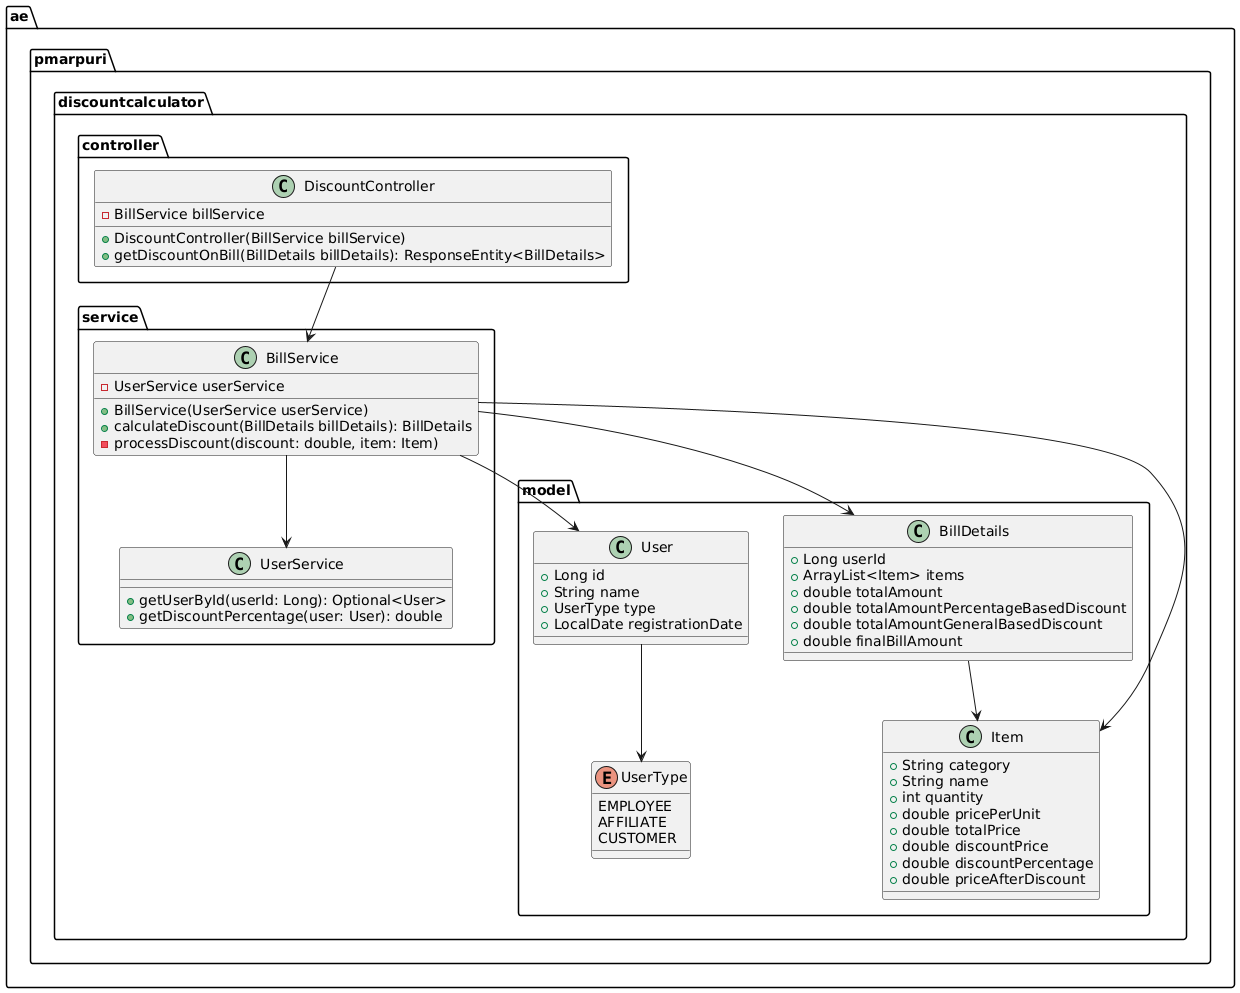 ae
pmarpuri
discountcalculator
controller
C DiscountController
BillService billService
DiscountController(BillService billService)
getDiscountOnBill(BillDetails billDetails): ResponseEntity<BillDetails>
service
C BillService
UserService userService
BillService(UserService userService)
calculateDiscount(BillDetails billDetails): BillDetails
processDiscount(discount: double, item: Item)
C UserService
getUserById(userId: Long): Optional<User>
getDiscountPercentage(user: User): double
model
C User
Long id
String name
UserType type
LocalDate registrationDate
C BillDetails
Long userId
ArrayList<Item> items
double totalAmount
double totalAmountPercentageBasedDiscount
double totalAmountGeneralBasedDiscount
double finalBillAmount
E UserType
EMPLOYEE
AFFILIATE
CUSTOMER
C Item
String category
String name
int quantity
double pricePerUnit
double totalPrice
double discountPrice
double discountPercentage
double priceAfterDiscount